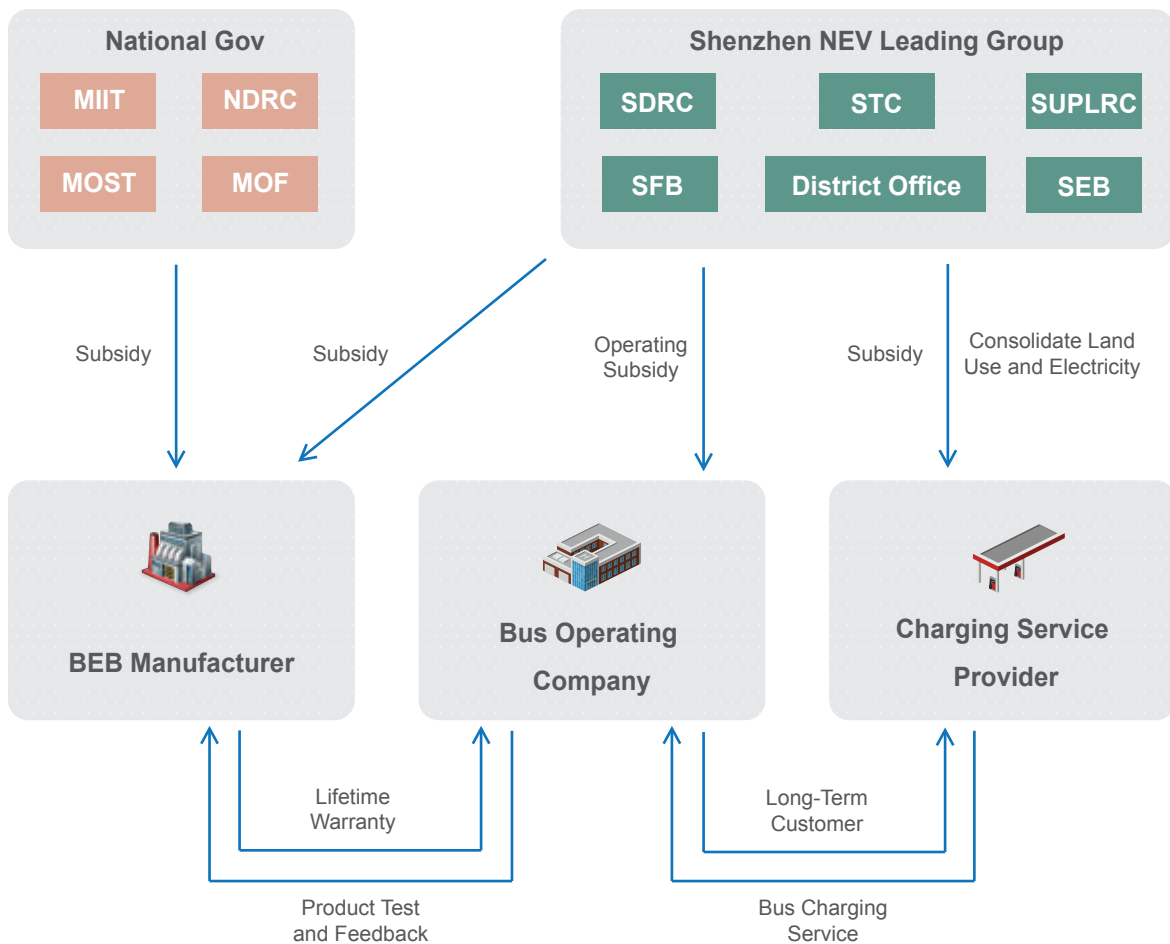 National Gov
MIIT
NDRC
MOST
MOF
Shenzhen NEV Leading Group
SDRC
STC
SUPLRC
SFB
District Office
SEB
Subsidy
Subsidy
Operating
Subsidy
Subsidy
Consolidate Land
Use and Electricity
BEB Manufacturer
Bus Operating
Company
Charging Service
Provider
Lifetime
Warranty
Long-Term
Customer
Product Test
and Feedback
Bus Charging
Service